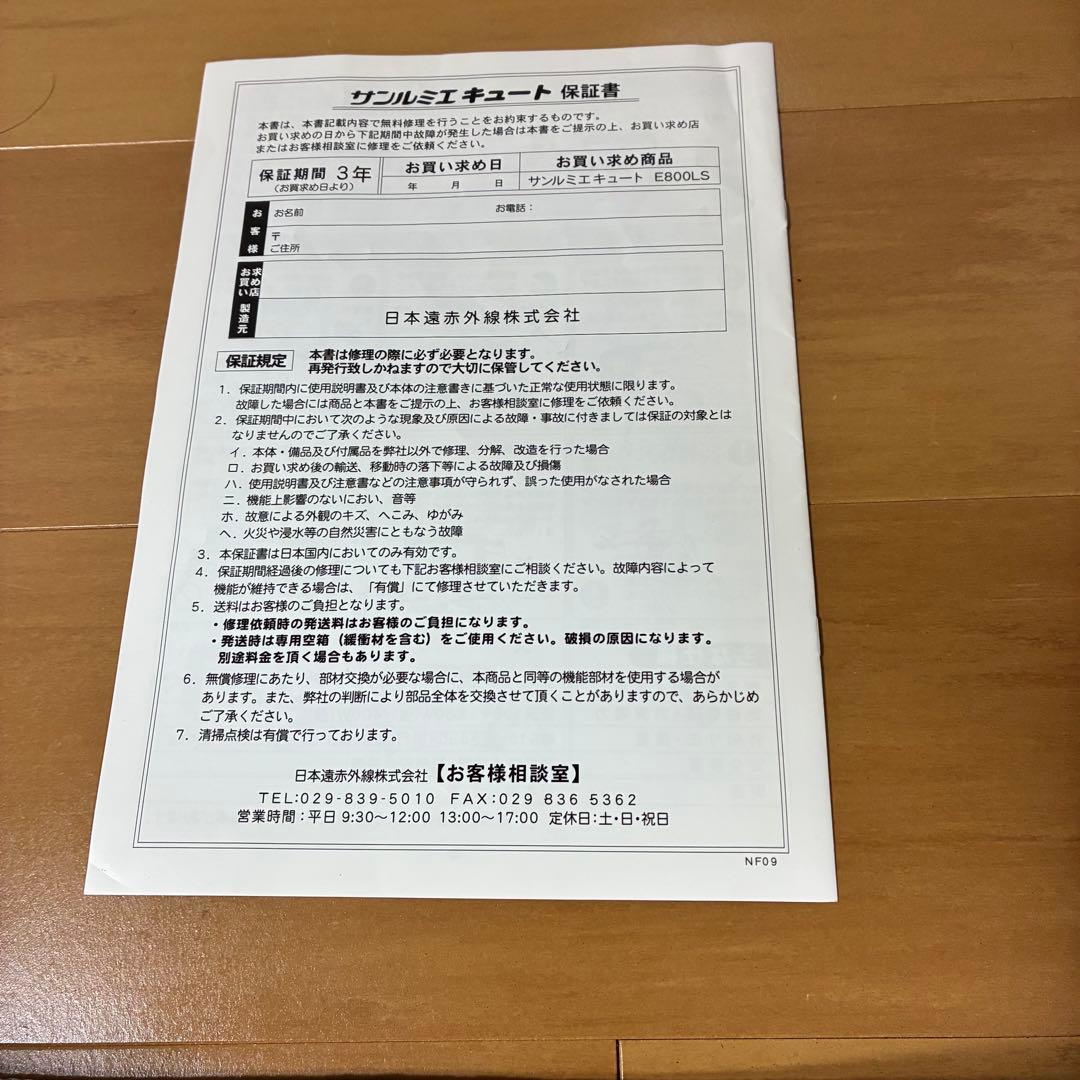 サンルミエ キュート 保証書
本書は、本書記載内容で無料修理を行うことをお約束するものです。
お買い求めの日から下記期間中故障が発生した場合は本書をご提示の上、お買い求め店
またはお客様相談室に修理をご依頼ください。
保証期間 3年
(お買求め日より)
お買い求め日
年 月 日
お買い求め商品
サンルミエ キュート E800LS
お客様
お名前 お電話：
〒
ご住所
お買い求め店
製造元
日本遠赤外線株式会社
保証規定
本書は修理の際に必ず必要となります。
再発行致しかねますので大切に保管してください。
1．保証期間内に使用説明書及び本体の注意書きに基づいた正常な使用状態に限ります。
故障した場合には商品と本書をご提示の上、お客様相談室に修理をご依頼ください。
2．保証期間中において次のような現象及び原因による故障・事故に付きましては保証の対象とは
なりませんのでご了承ください。
イ．本体・備品及び付属品を弊社以外で修理、分解、改造を行った場合
ロ．お買い求め後の輸送、移動時の落下等による故障及び損傷
ハ．使用説明書及び注意書などの注意事項が守られず、誤った使用がなされた場合
ニ．機能上影響のないにおい、音等
ホ．故意による外観のキズ、へこみ、ゆがみ
ヘ．火災や浸水等の自然災害にともなう故障
3．本保証書は日本国内においてのみ有効です。
4．保証期間経過後の修理についても下記お客様相談室にご相談ください。故障内容によって
機能が維持できる場合は、「有償」にて修理させていただきます。
5．送料はお客様のご負担となります。
・修理依頼時の発送料はお客様のご負担になります。
・発送時は専用空箱（緩衝材を含む）をご使用ください。破損の原因になります。
別途料金を頂く場合もあります。
6．無償修理にあたり、部材交換が必要な場合に、本商品と同等の機能部材を使用する場合が
あります。また、弊社の判断により部品全体を交換させて頂くことがありますので、あらかじめ
ご了承ください。
7．清掃点検は有償で行っております。
日本遠赤外線株式会社【お客様相談室】
TEL:029-839-5010 FAX:029 836 5362
営業時間：平日 9:30〜12:00 13:00〜17:00 定休日：土・日・祝日
NF09